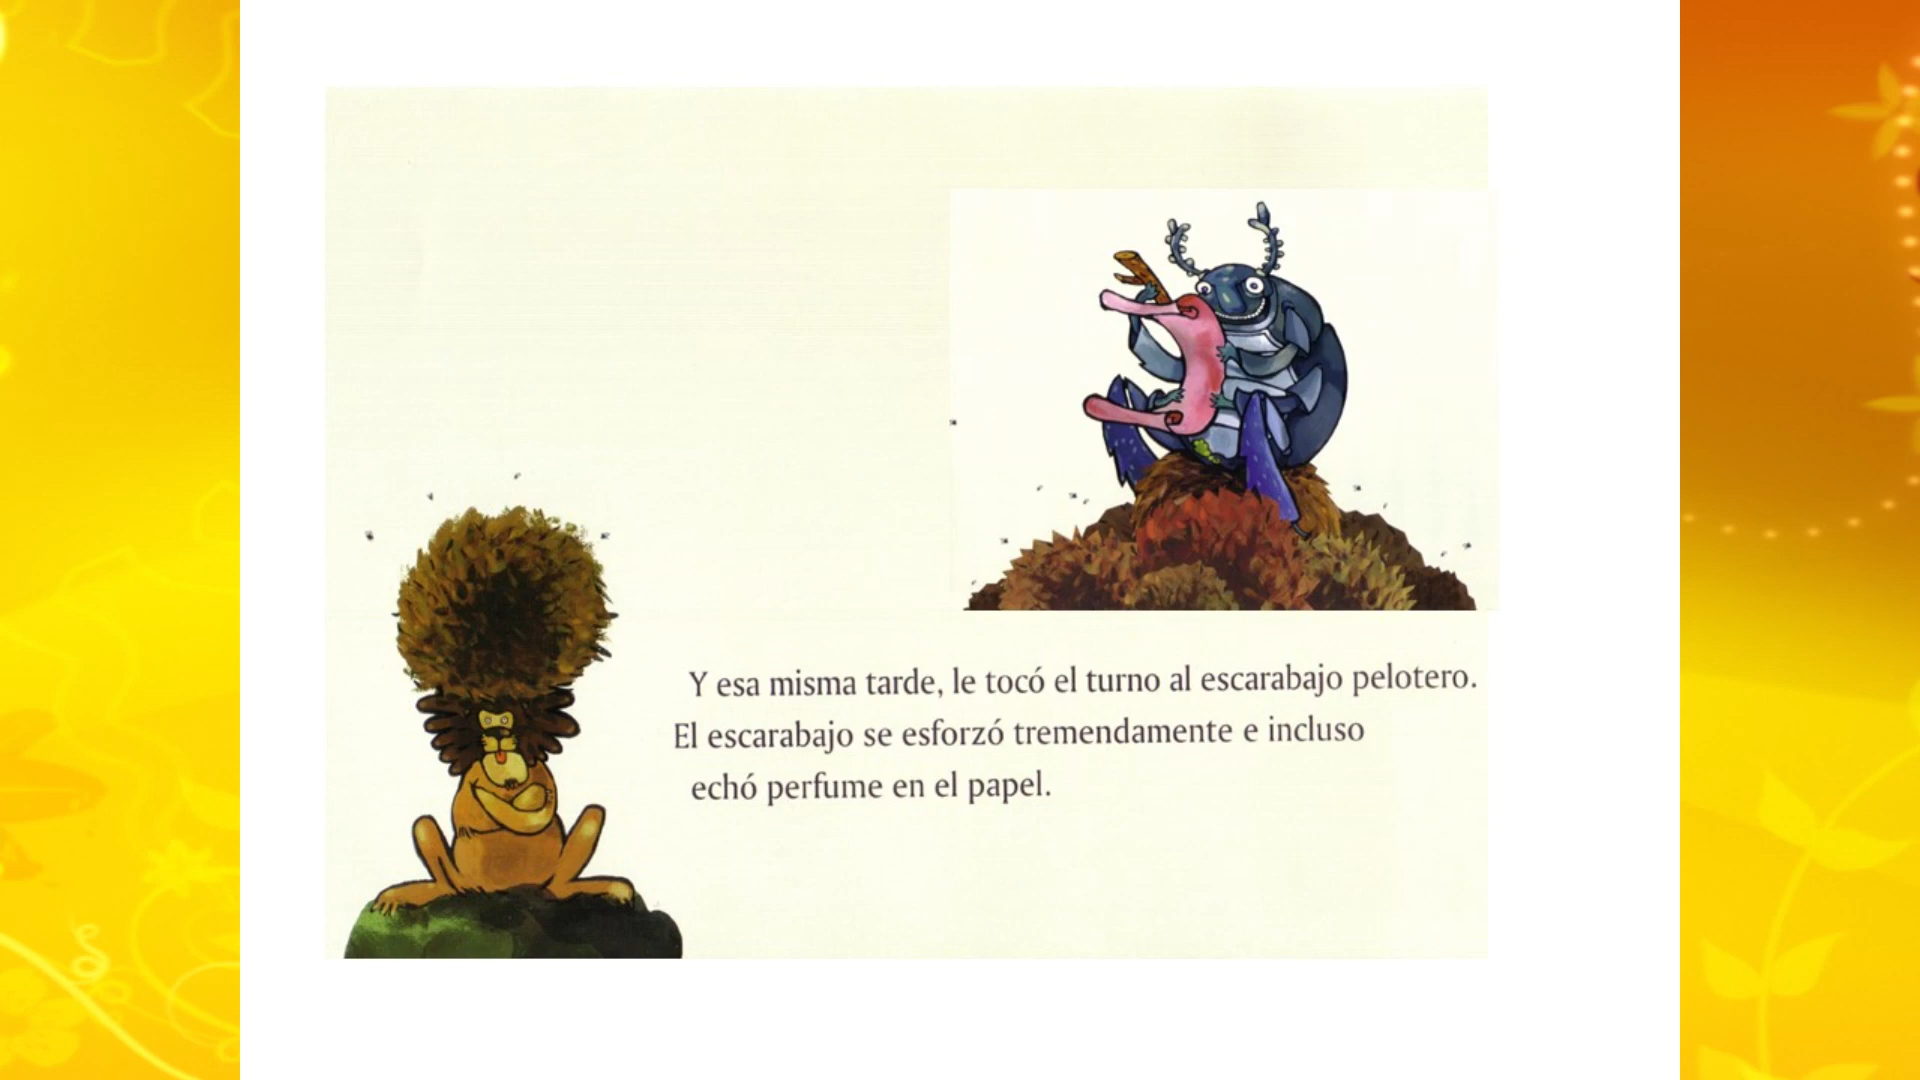 Y esa misma tarde, le tocó el turno al escarabajo pelotero.
El escarabajo se esforzó tremendamente e incluso
echó perfume en el papel.